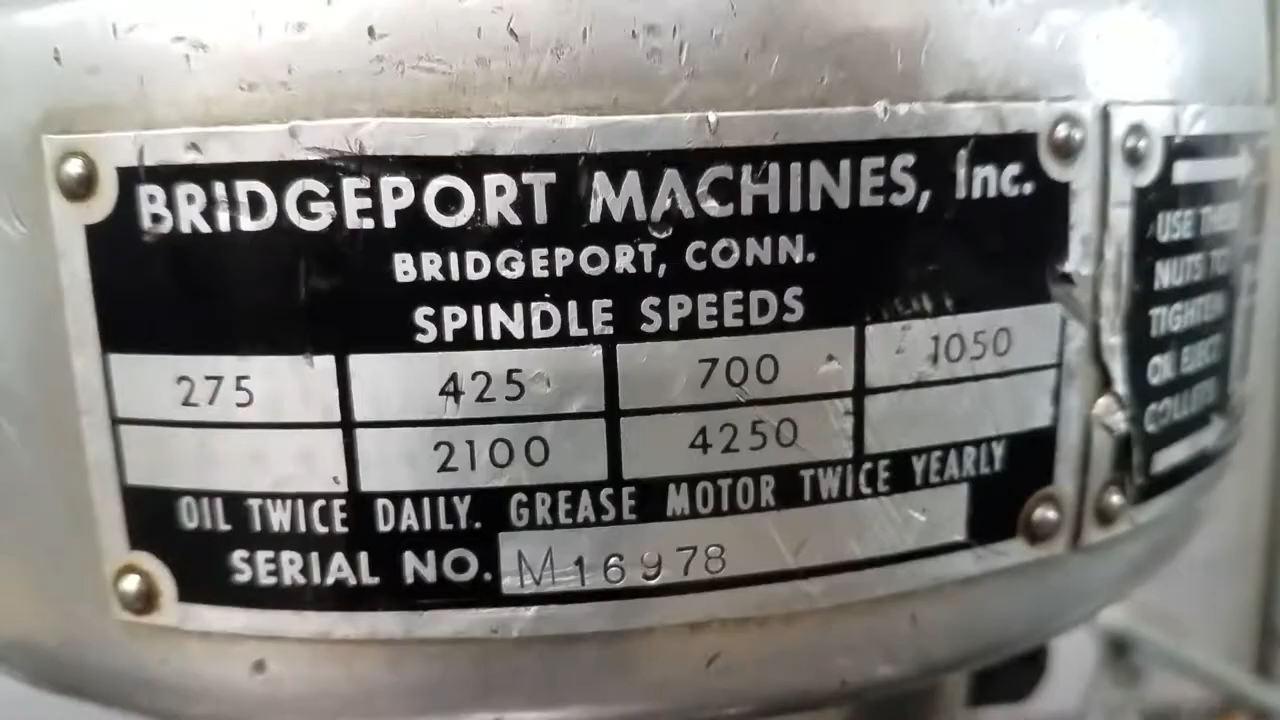 BRIDGEPORT MACHINES, Inc.
BRIDGEPORT, CONN.
SPINDLE SPEEDS
275 425 700 1050
2100 4250
OIL TWICE DAILY. GREASE MOTOR TWICE YEARLY
SERIAL NO. M16978
USE
NUTS TO
TIGHTEN